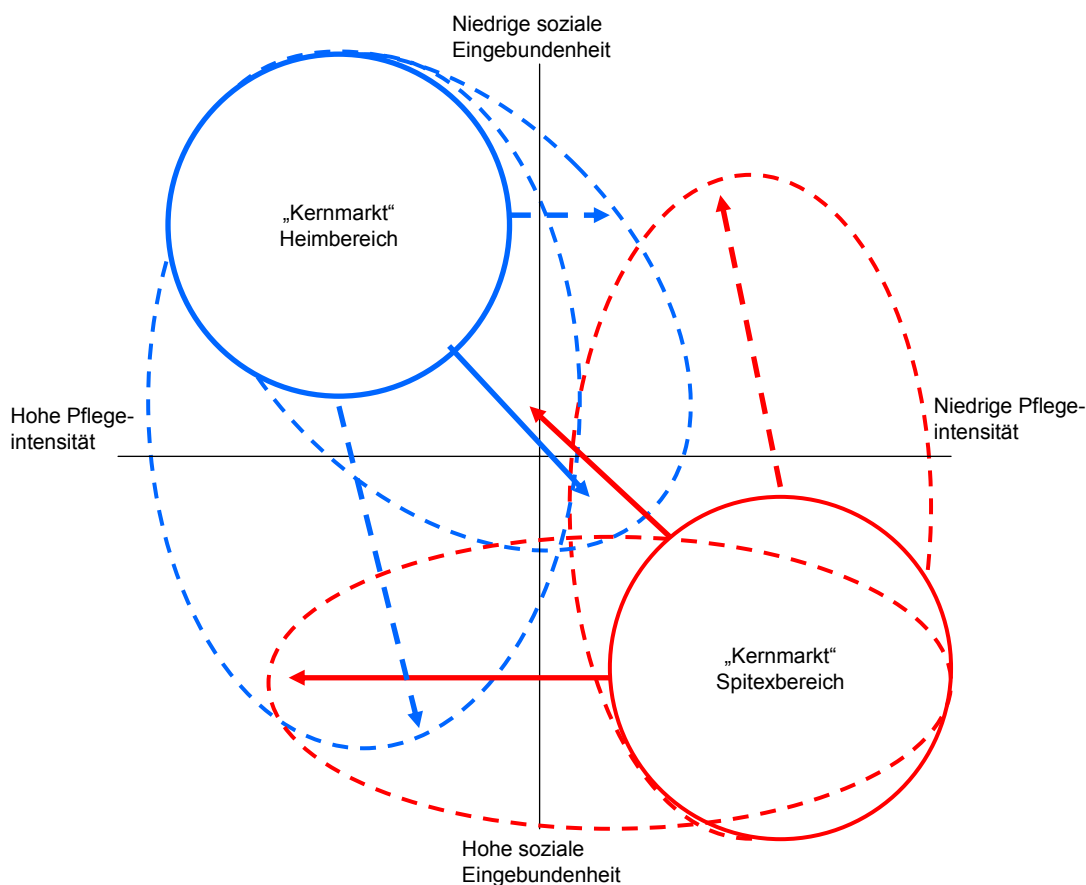 Niedrige soziale
Eingebundenheit
„Kernmarkt“
Heimbereich
Hohe Pflege-
intensität
Niedrige Pflege-
intensität
„Kernmarkt“
Spitexbereich
Hohe soziale
Eingebundenheit